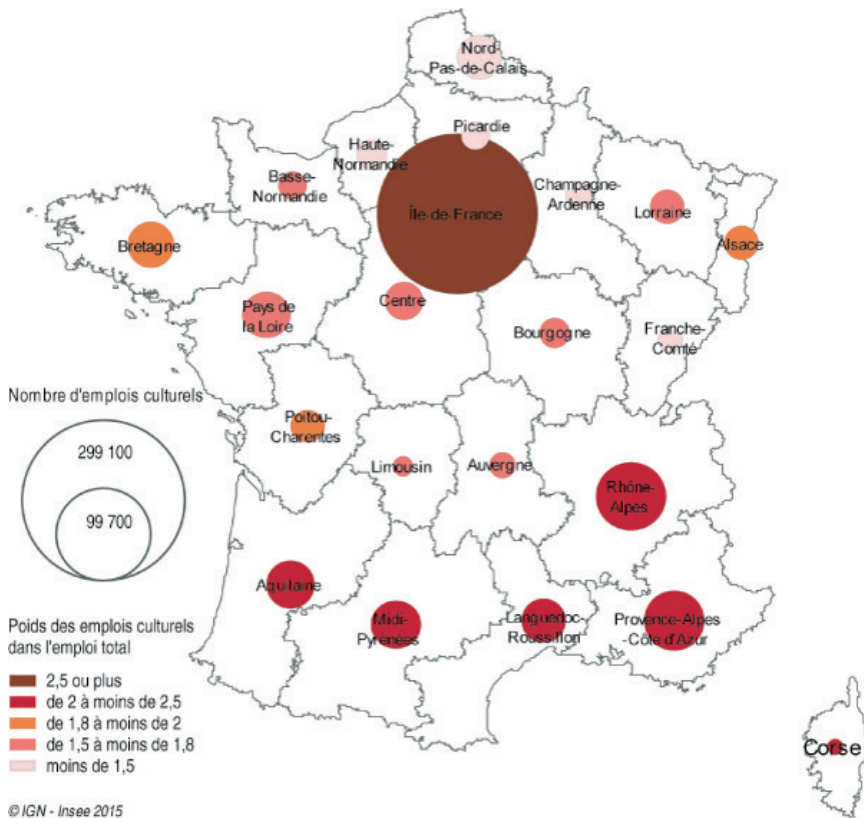 Nord-
Pas-de-Calais
Picardie
Haute-
Normandie
Basse-
Normandie
Champagne-
Ardenne
Lorraine
Île-de-France
Alsace
Bretagne
Pays de
la Loire
Centre
Bourgogne
Franche-
Comté
Nombre d'emplois culturels
299 100
99 700
Poitou-
Charentes
Limousin
Auvergne
Rhône-
Alpes
Aquitaine
Midi-
Pyrénées
Languedoc-
Roussillon
Provence-Alpes
-Côte d'Azur
Poids des emplois culturels
dans l'emploi total
2,5 ou plus
de 2 à moins de 2,5
de 1,8 à moins de 2
de 1,5 à moins de 1,8
moins de 1,5
Corse
© IGN - Insee 2015